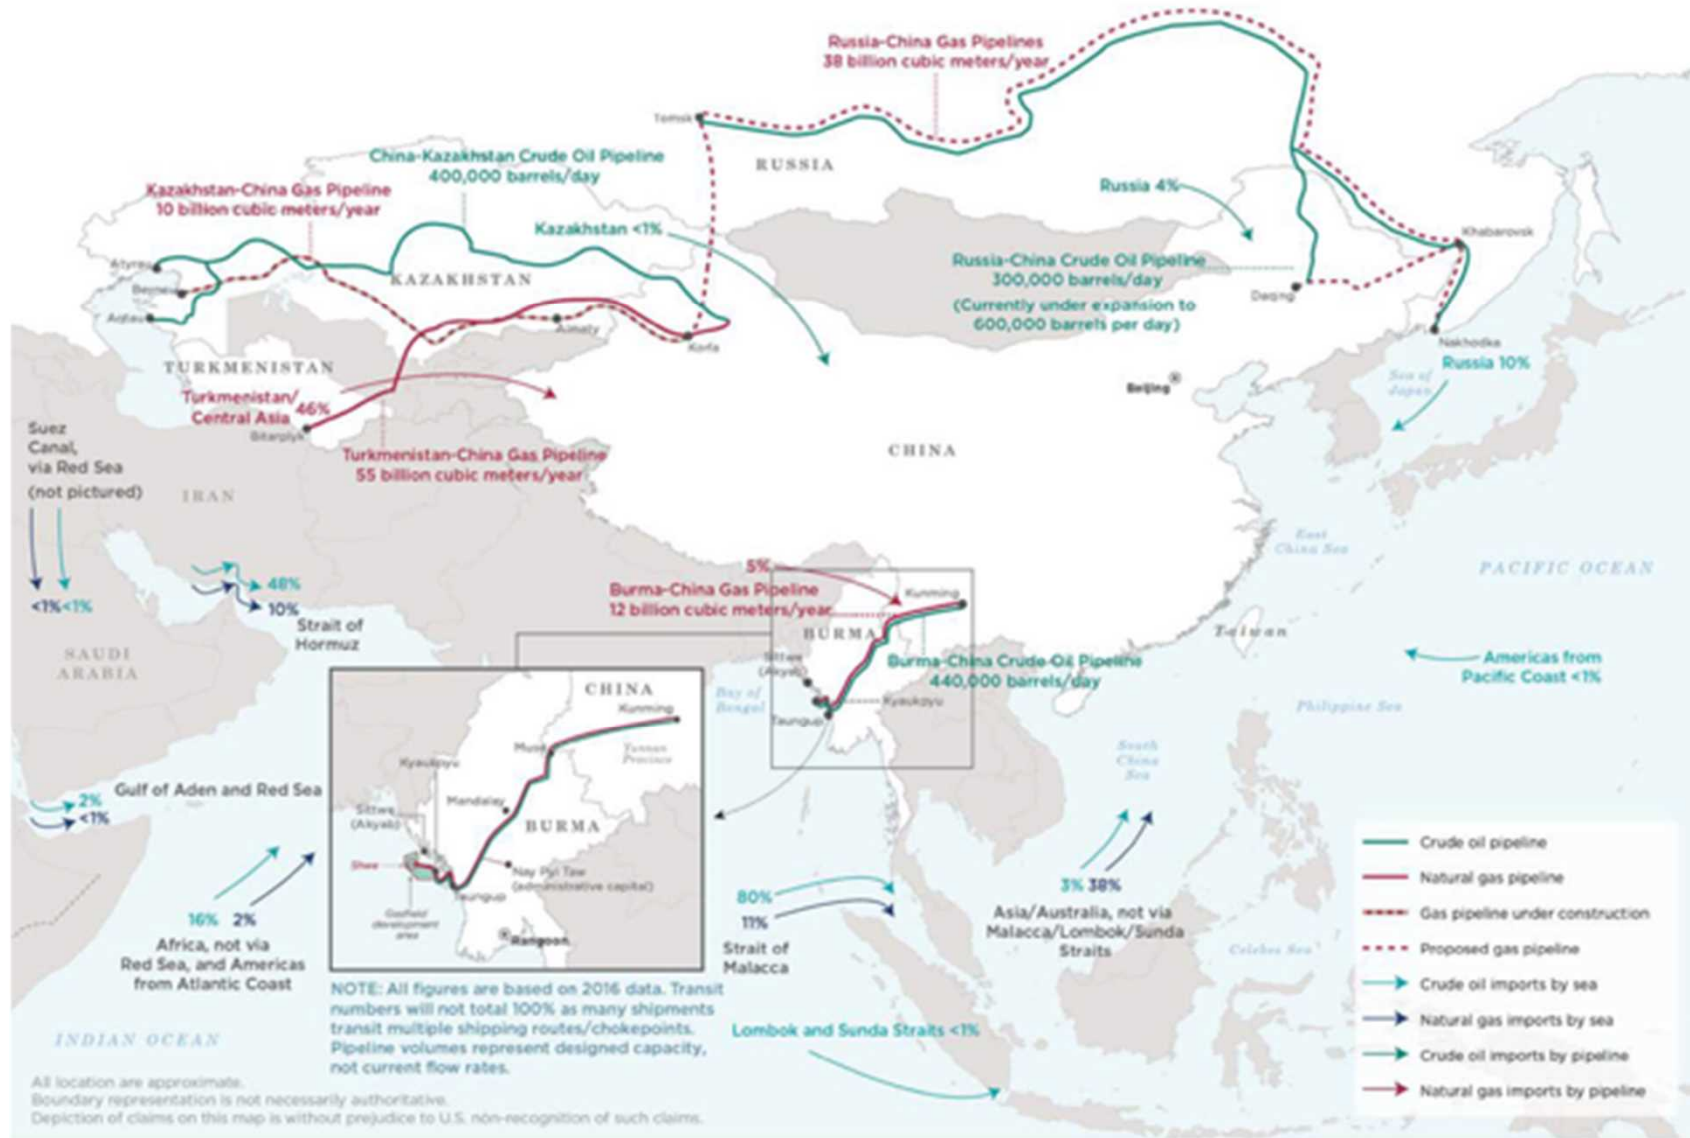 Russia-China Gas Pipelines
38 billion cubic meters/year
Tomsk
RUSSIA
China-Kazakhstan Crude Oil Pipeline
400,000 barrels/day
Kazakhstan-China Gas Pipeline
10 billion cubic meters/year
Kazakhstan <1%
Russia 4%
Khabarovsk
Russia-China Crude Oil Pipeline
300,000 barrels/day
(Currently under expansion to
600,000 barrels per day)
Daqing
Atyrau
KAZAKHSTAN
Aqtau
Almaty
Nakhodka
Russia 10%
Sea of
Japan
TURKMENISTAN
Beijing
Turkmenistan/
Central Asia
46%
Suez
Canal,
via Red Sea
(not pictured)
Turkmenistan-China Gas Pipeline
55 billion cubic meters/year
CHINA
IRAN
East
China Sea
PACIFIC OCEAN
<1%
<1%
48%
10%
Strait of
Hormuz
5%
Burma-China Gas Pipeline
12 billion cubic meters/year
Kunming
BURMA
Taiwan
SAUDI
ARABIA
Sittwe
(Akyab)
Burma-China Crude Oil Pipeline
440,000 barrels/day
Americas from
Pacific Coast <1%
Bay of
Bengal
Kyaukpyu
Taungup
Philippine Sea
South
China
Sea
CHINA
Kunming
Muse
Yunnan
Province
Kyaukpyu
Mandalay
Sittwe
(Akyab)
BURMA
Shwe
Nay Pyi Taw
(administrative capital)
Taungup
Gasfield
development
area
Rangoon
2%
Gulf of Aden and Red Sea
<1%
16%
2%
Africa, not via
Red Sea, and Americas
from Atlantic Coast
80%
11%
Strait of
Malacca
3%
38%
Asia/Australia, not via
Malacca/Lombok/Sunda
Straits
Celebes Sea
Crude oil pipeline
Natural gas pipeline
Gas pipeline under construction
Proposed gas pipeline
Crude oil imports by sea
Natural gas imports by sea
Crude oil imports by pipeline
Natural gas imports by pipeline
NOTE: All figures are based on 2016 data. Transit
numbers will not total 100% as many shipments
transit multiple shipping routes/chokepoints.
Pipeline volumes represent designed capacity,
not current flow rates.
Lombok and Sunda Straits <1%
INDIAN OCEAN
All location are approximate.
Boundary representation is not necessarily authoritative.
Depiction of claims on this map is without prejudice to U.S. non-recognition of such claims.